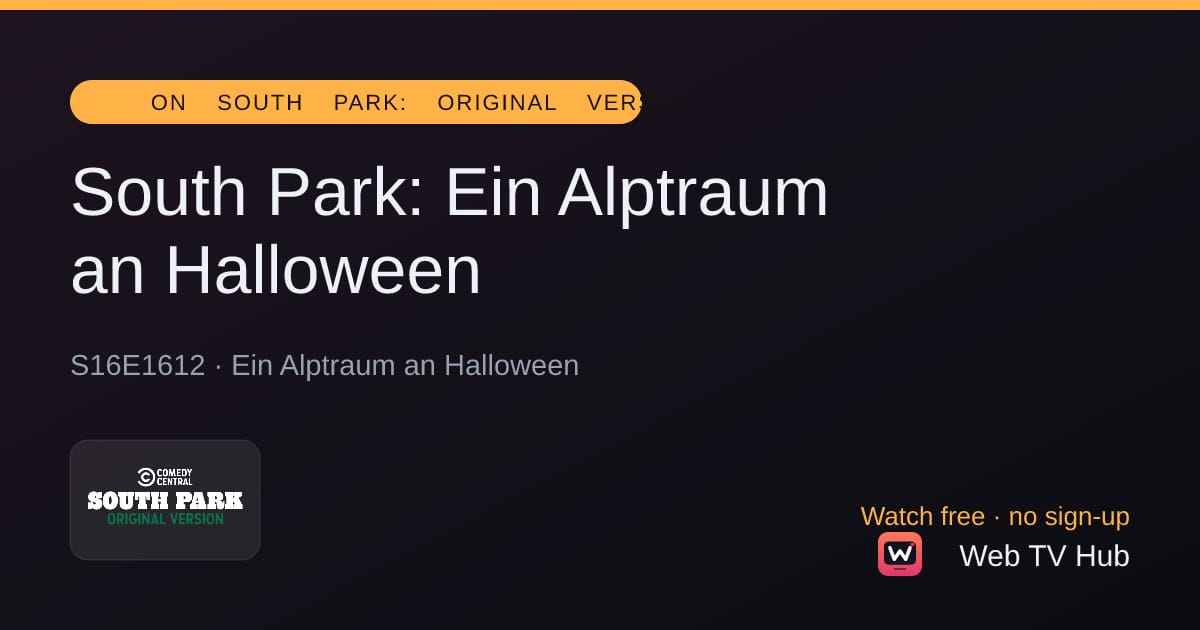 ON SOUTH PARK: ORIGINAL
South Park: Ein Alptraum
an Halloween
S16E1612 · Ein Alptraum an Halloween
COMEDY
CENTRAL
SOUTH PARK
ORIGINAL VERSION
Watch free · no sign-up
Web TV Hub